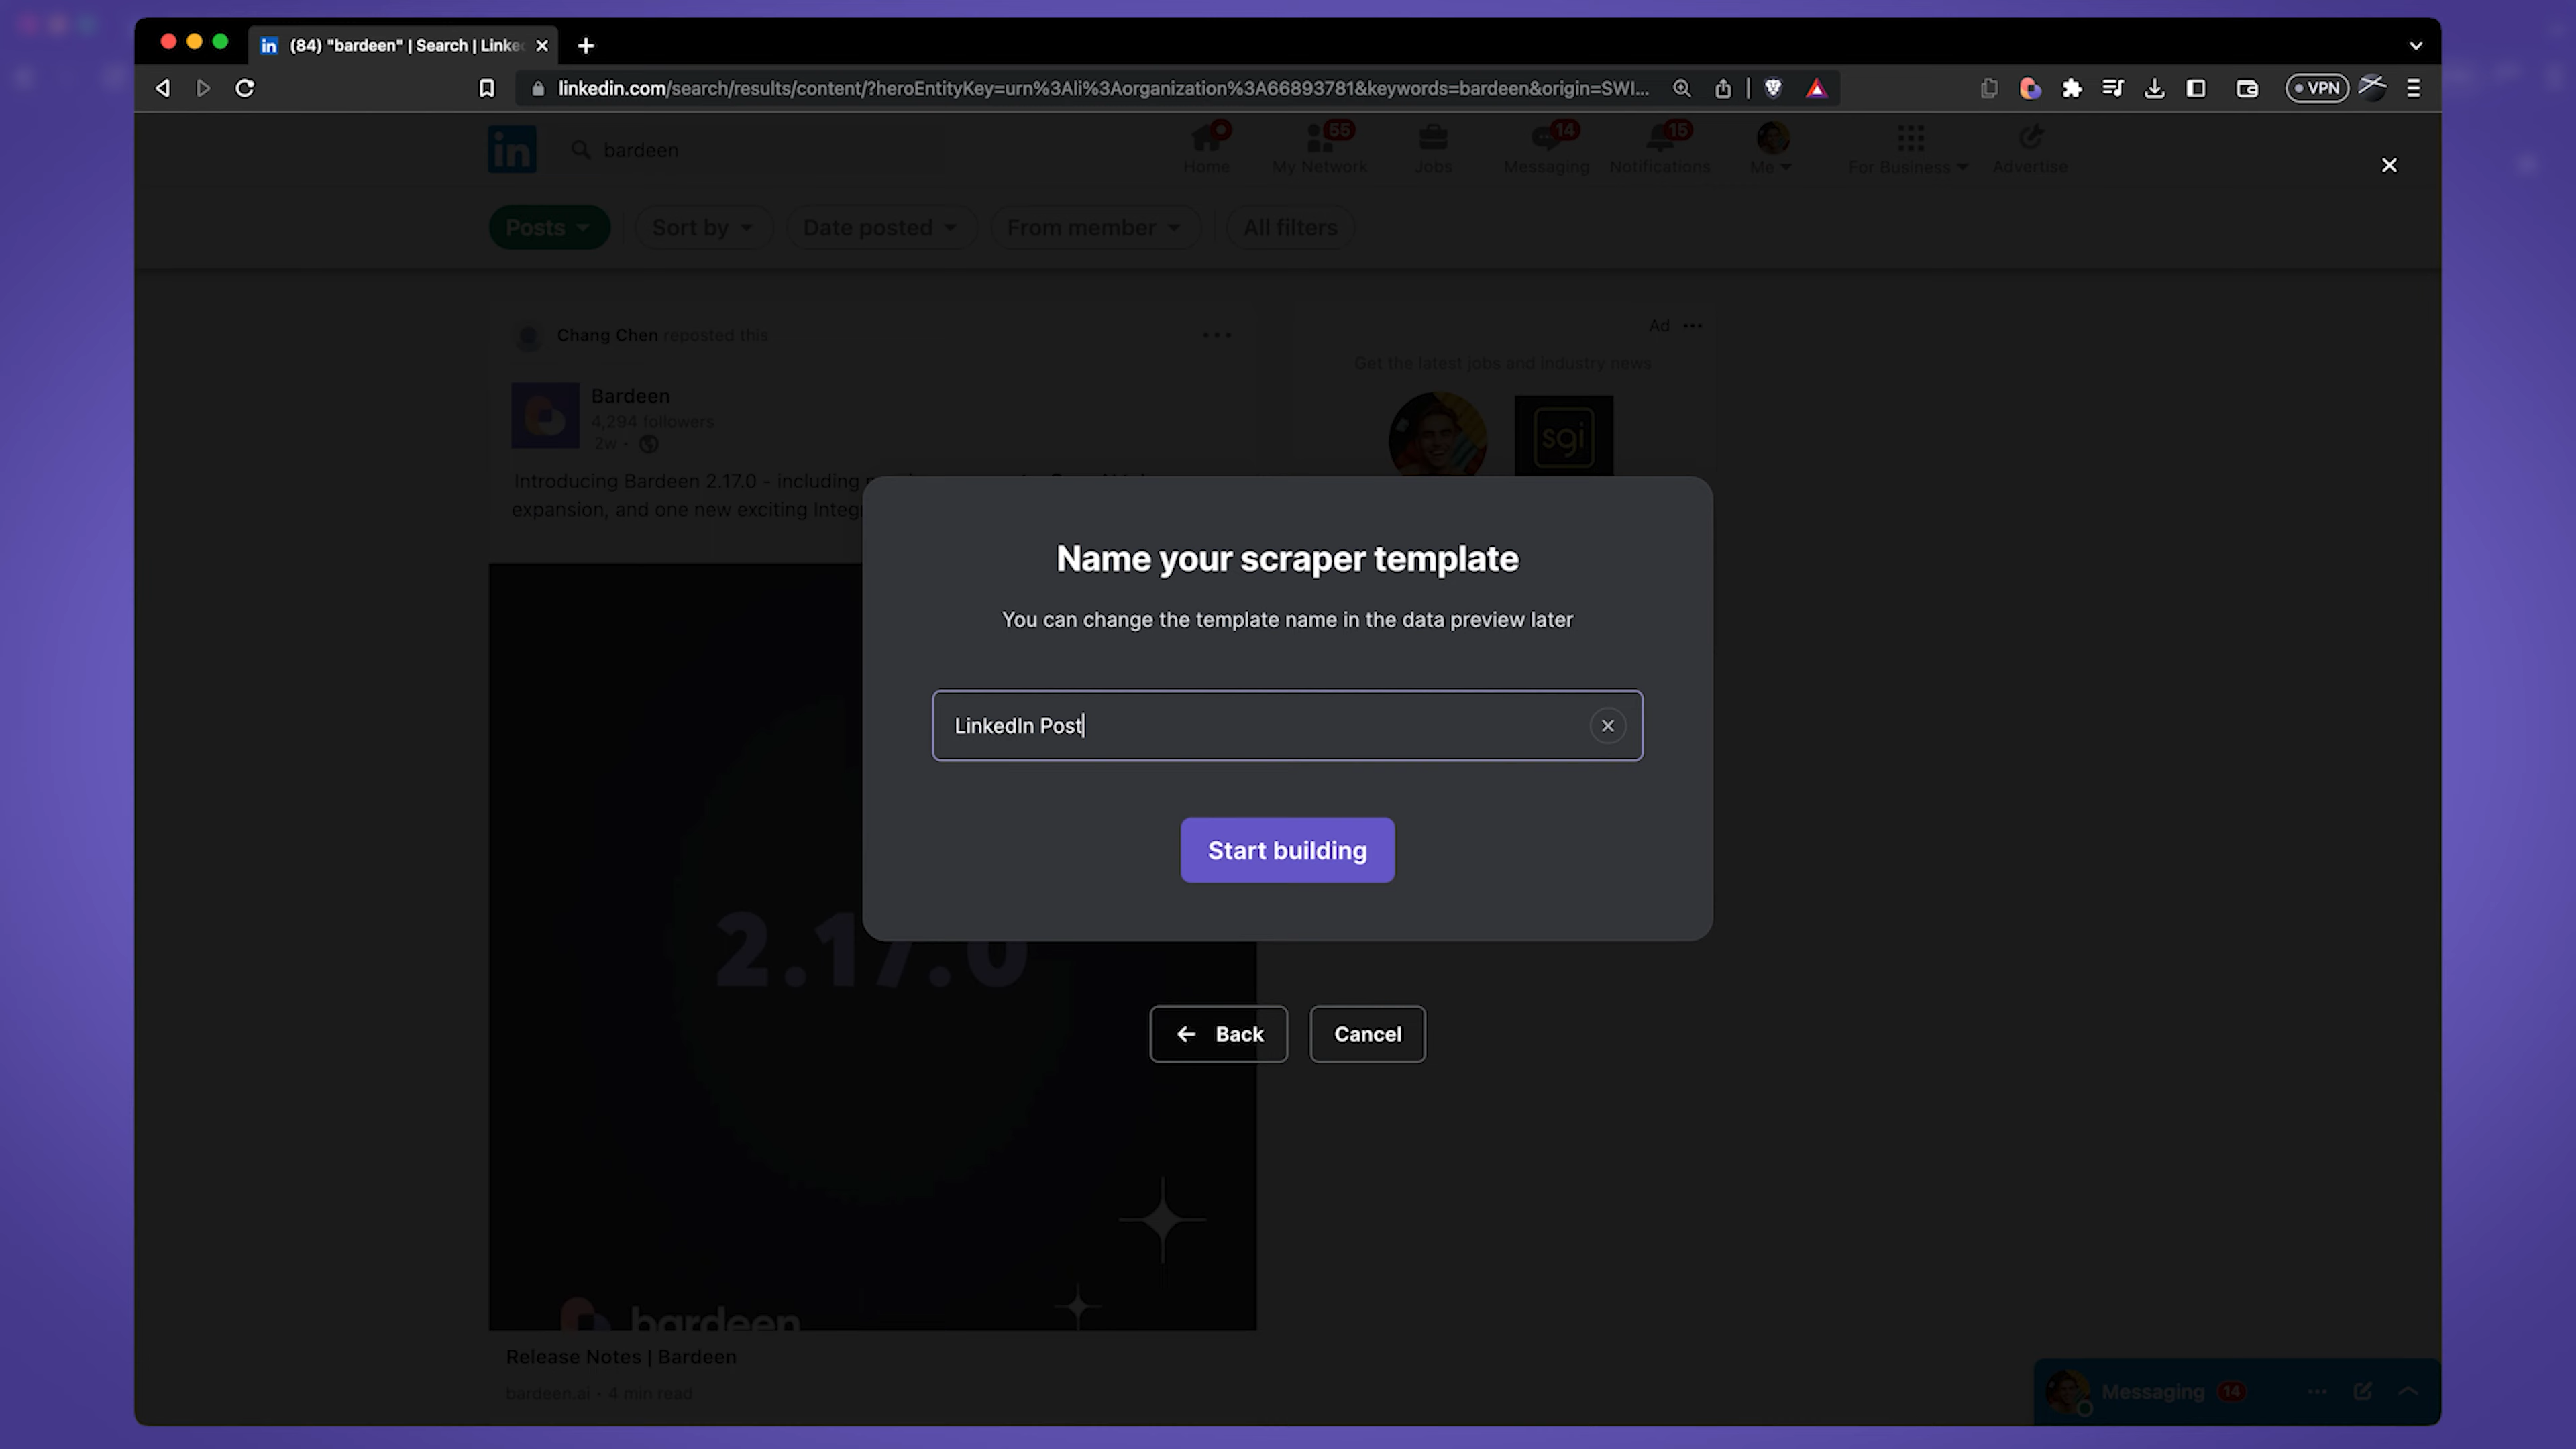 (84) "bardeen" | Search | Linke
linkedin.com/search/results/content/?heroEntityKey=urn%3Ali%3Aorganization%3A66893781&keywords=bardeen&origin=SWI...
VPN
in
bardeen
Home
55
My Network
Jobs
14
Messaging
15
Notifications
Me
For Business
Advertise
Posts
Sort by
Date posted
From member
All filters
Chang Chen reposted this
Bardeen
4,294 followers
2w •
Introducing Bardeen 2.17.0 - including
expansion, and one new exciting Integ
Ad
Get the latest jobs and industry news
sgi
Name your scraper template
You can change the template name in the data preview later
LinkedIn Post
Start building
2.17.0
Back
Cancel
bardeen
Release Notes | Bardeen
bardeen.ai • 4 min read
Messaging 14